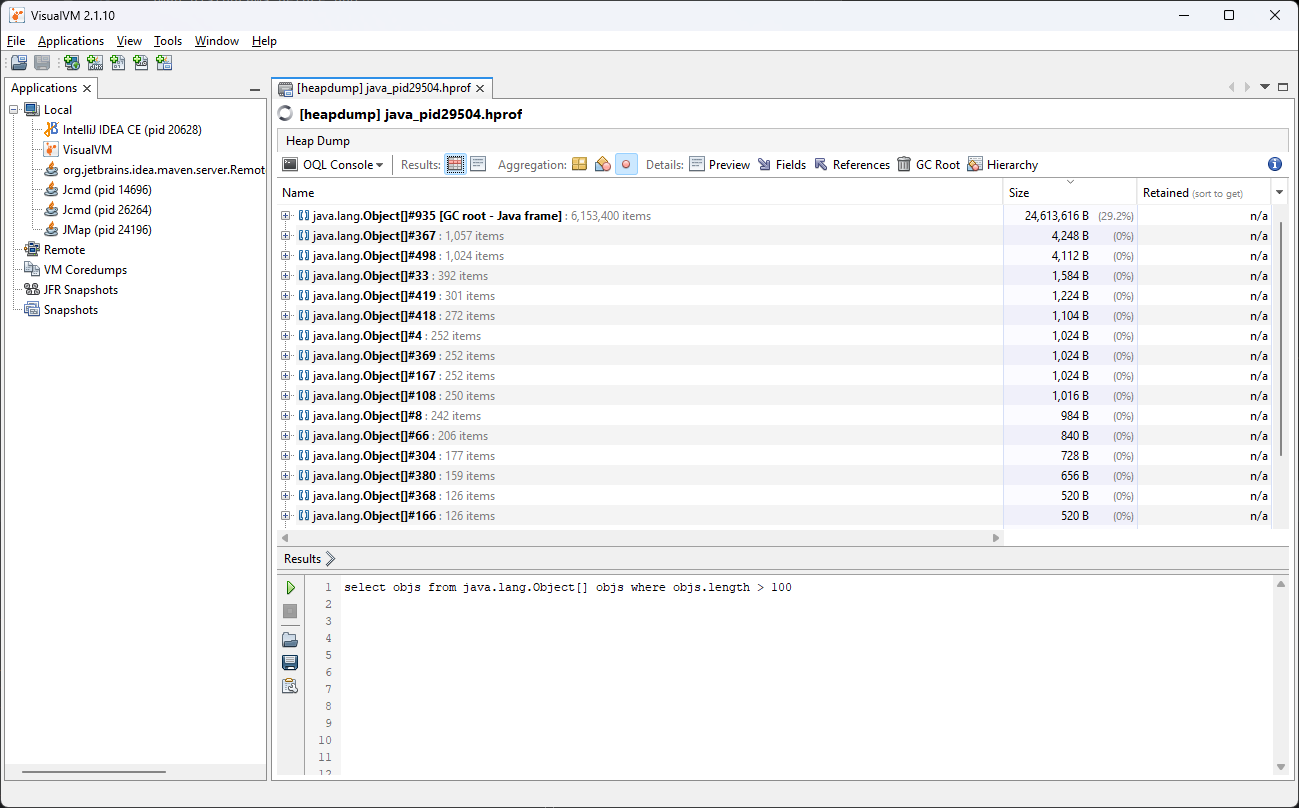 VisualVM 2.1.10
File Applications View Tools Window Help
Applications
[heapdump] java_pid29504.hprof
Local
IntelliJ IDEA CE (pid 20628)
VisualVM
org.jetbrains.idea.maven.server.Remot
Jcmd (pid 14696)
Jcmd (pid 26264)
JMap (pid 24196)
Remote
VM Coredumps
JFR Snapshots
Snapshots
[heapdump] java_pid29504.hprof
Heap Dump
OQL Console Results: Aggregation: Details: Preview Fields References GC Root Hierarchy
Name Size Retained (sort to get)
java.lang.Object[]#935 [GC root - Java frame] : 6,153,400 items 24,613,616 B (29.2%) n/a
java.lang.Object[]#367 : 1,057 items 4,248 B (0%) n/a
java.lang.Object[]#498 : 1,024 items 4,112 B (0%) n/a
java.lang.Object[]#33 : 392 items 1,584 B (0%) n/a
java.lang.Object[]#419 : 301 items 1,224 B (0%) n/a
java.lang.Object[]#418 : 272 items 1,104 B (0%) n/a
java.lang.Object[]#4 : 252 items 1,024 B (0%) n/a
java.lang.Object[]#369 : 252 items 1,024 B (0%) n/a
java.lang.Object[]#167 : 252 items 1,024 B (0%) n/a
java.lang.Object[]#108 : 250 items 1,016 B (0%) n/a
java.lang.Object[]#8 : 242 items 984 B (0%) n/a
java.lang.Object[]#66 : 206 items 840 B (0%) n/a
java.lang.Object[]#304 : 177 items 728 B (0%) n/a
java.lang.Object[]#380 : 159 items 656 B (0%) n/a
java.lang.Object[]#368 : 126 items 520 B (0%) n/a
java.lang.Object[]#166 : 126 items 520 B (0%) n/a
Results
1 select objs from java.lang.Object[] objs where objs.length > 100
2
3
4
5
6
7
8
9
10
11
12